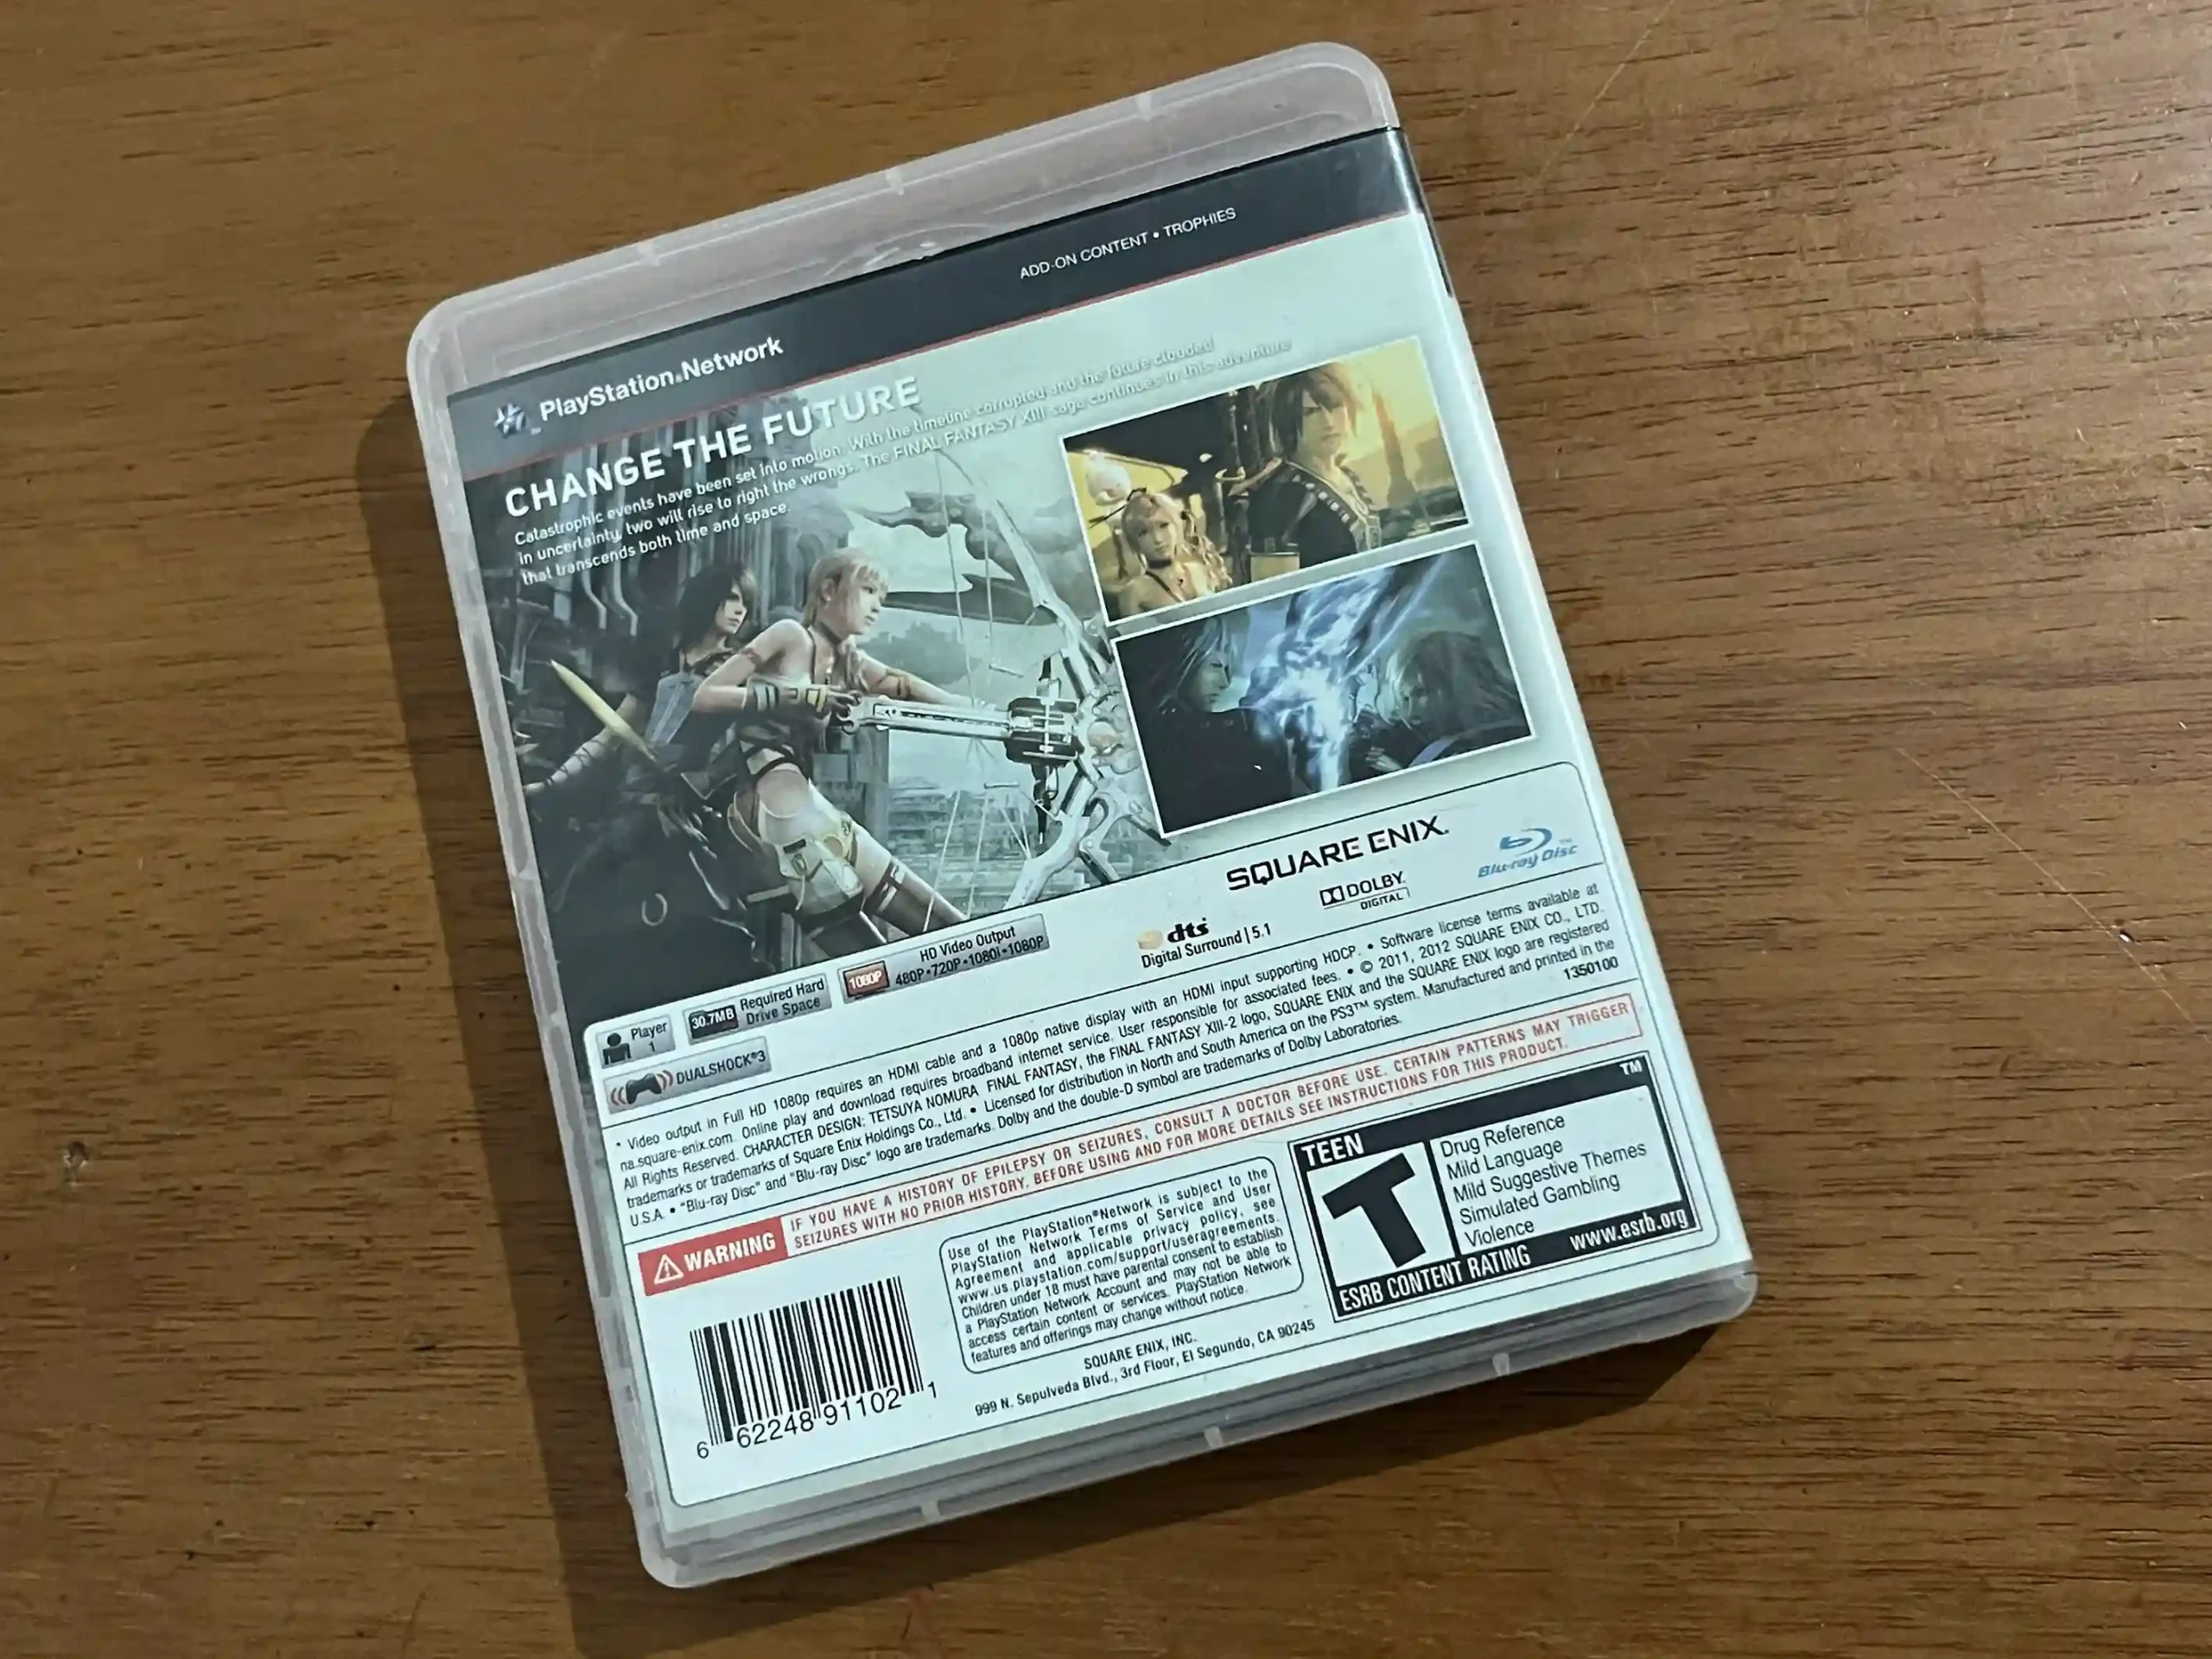 PlayStation®Network
ADD-ON CONTENT • TROPHIES
CHANGE THE FUTURE
Catastrophic events have been set into motion. With the timeline corrupted and the future clouded
in uncertainty, two will rise to right the wrongs. The FINAL FANTASY XIII saga continues in this adventure
that transcends both time and space.
SQUARE ENIX®
Blu-ray Disc™
DOLBY
DIGITAL
dts
Digital Surround | 5.1
Player
1
30.7MB
Required Hard
Drive Space
1080P
HD Video Output
480P•720P•1080i•1080P
DUALSHOCK®3
• Video output in Full HD 1080p requires an HDMI cable and a 1080p native display with an HDMI input supporting HDCP. • Software license terms available at
na.square-enix.com. Online play and download requires broadband internet service. User responsible for associated fees. • © 2011, 2012 SQUARE ENIX CO., LTD.
All Rights Reserved. CHARACTER DESIGN: TETSUYA NOMURA FINAL FANTASY, the FINAL FANTASY XIII-2 logo, SQUARE ENIX and the SQUARE ENIX logo are registered
trademarks or trademarks of Square Enix Holdings Co., Ltd. • Licensed for distribution in North and South America on the PS3™ system. Manufactured and printed in the
U.S.A. • "Blu-ray Disc" and "Blu-ray Disc" logo are trademarks. Dolby and the double-D symbol are trademarks of Dolby Laboratories.
1350100
WARNING
IF YOU HAVE A HISTORY OF EPILEPSY OR SEIZURES, CONSULT A DOCTOR BEFORE USE. CERTAIN PATTERNS MAY TRIGGER
SEIZURES WITH NO PRIOR HISTORY. BEFORE USING AND FOR MORE DETAILS SEE INSTRUCTIONS FOR THIS PRODUCT.
6 62248 91102 1
Use of the PlayStation®Network is subject to the
PlayStation Network Terms of Service and User
Agreement and applicable privacy policy, see
www.us.playstation.com/support/useragreements.
Children under 18 must have parental consent to establish
a PlayStation Network Account and may not be able to
access certain content or services. PlayStation Network
features and offerings may change without notice.
SQUARE ENIX, INC.
999 N. Sepulveda Blvd., 3rd Floor, El Segundo, CA 90245
TEEN
T
TM
Drug Reference
Mild Language
Mild Suggestive Themes
Simulated Gambling
Violence
ESRB CONTENT RATING
www.esrb.org